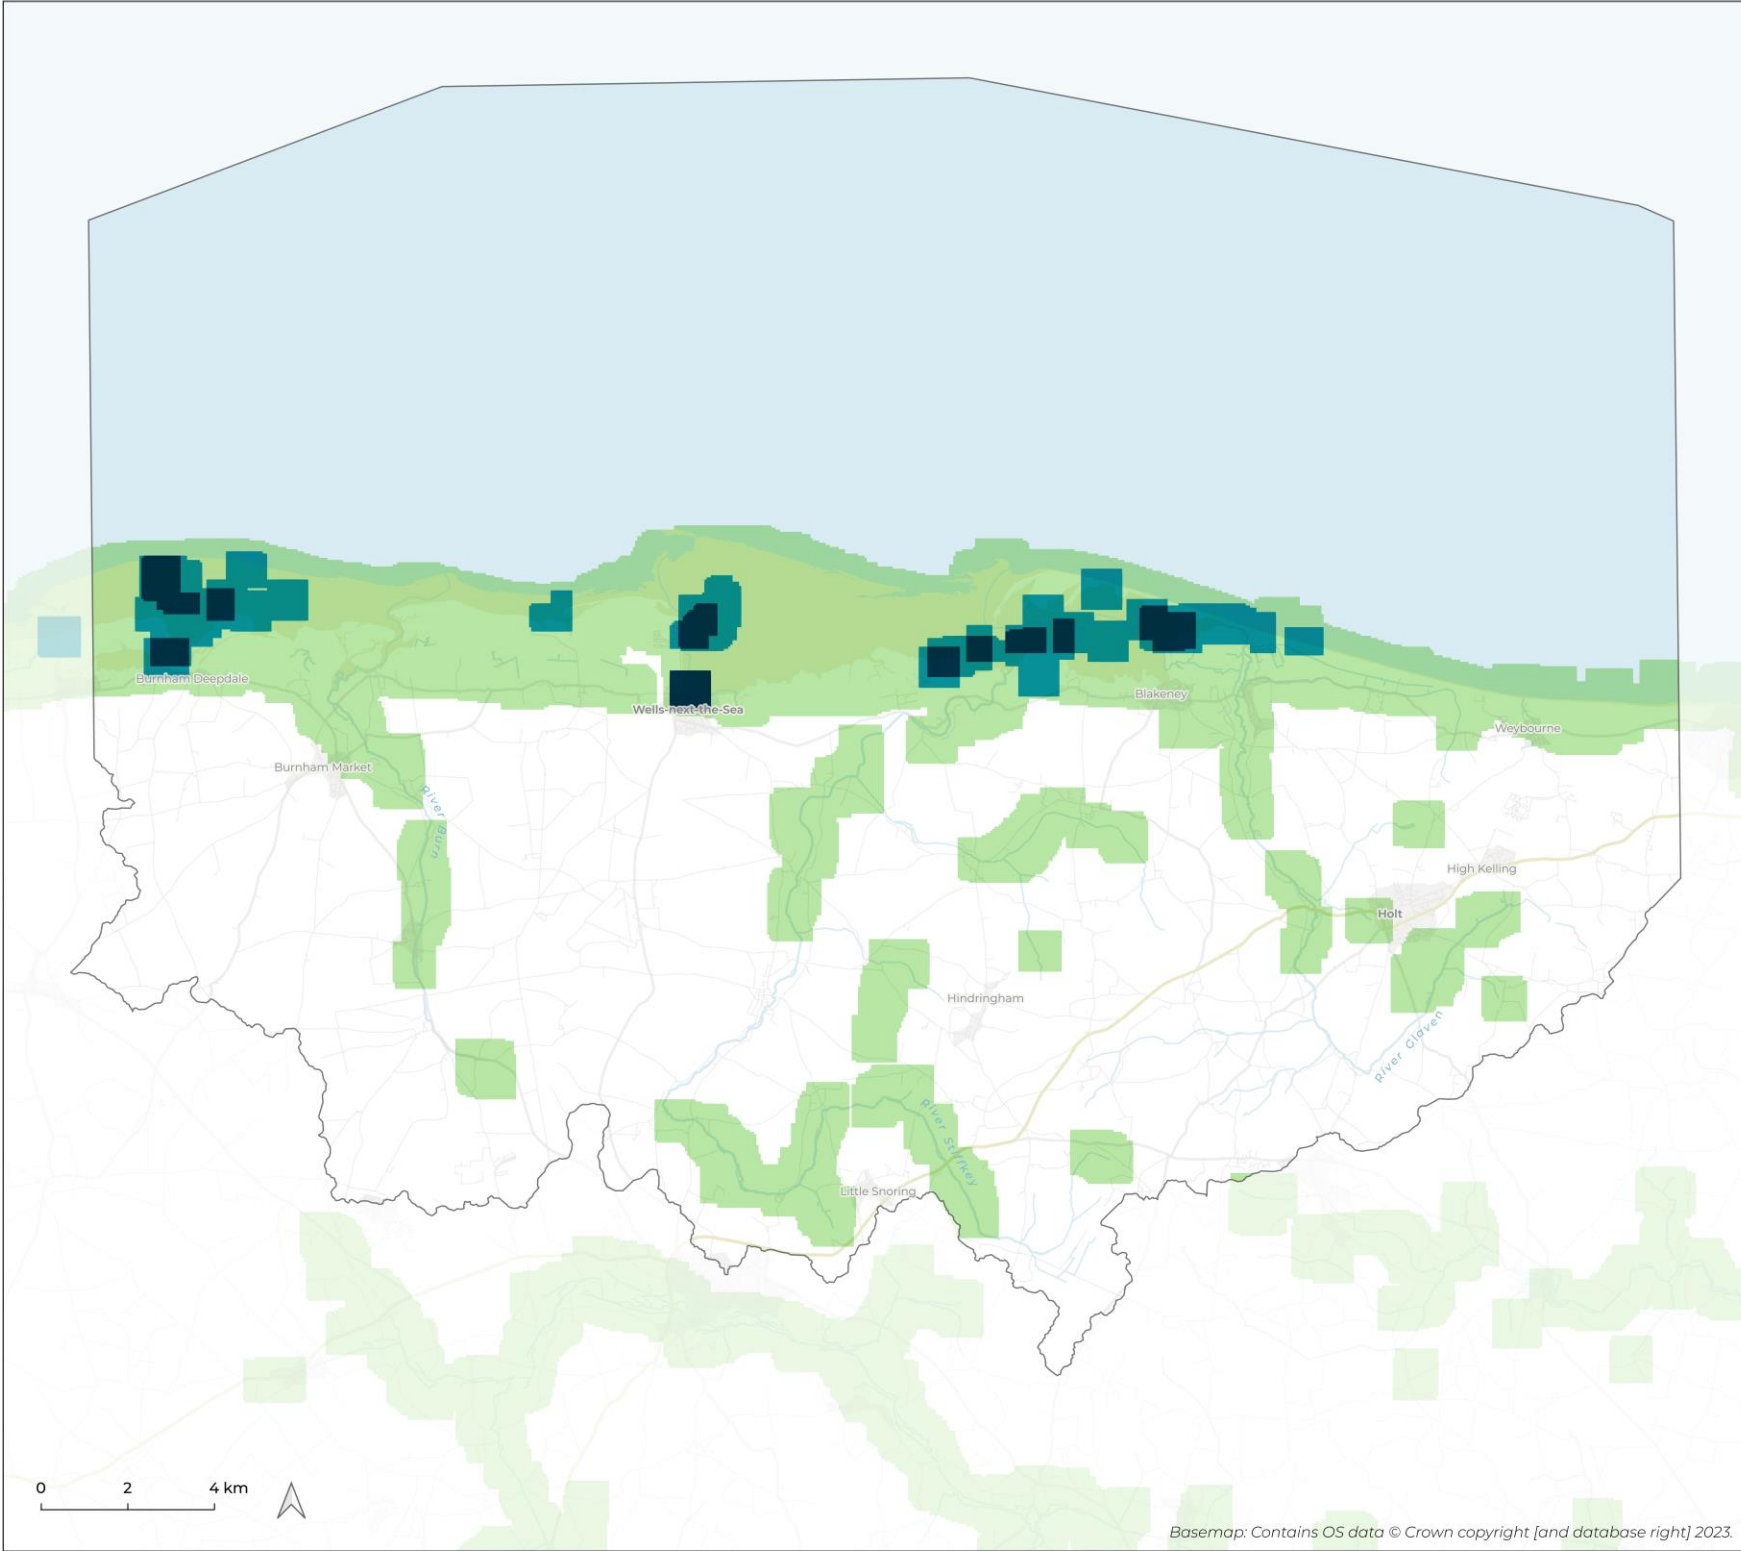 Burnham Deepdale
Wells-next-the-Sea
Blakeney
Weybourne
Burnham Market
River Burn
High Kelling
Holt
Hindringham
River Glaven
River Stiffkey
Little Snoring
0 2 4 km
Basemap: Contains OS data © Crown copyright [and database right] 2023.